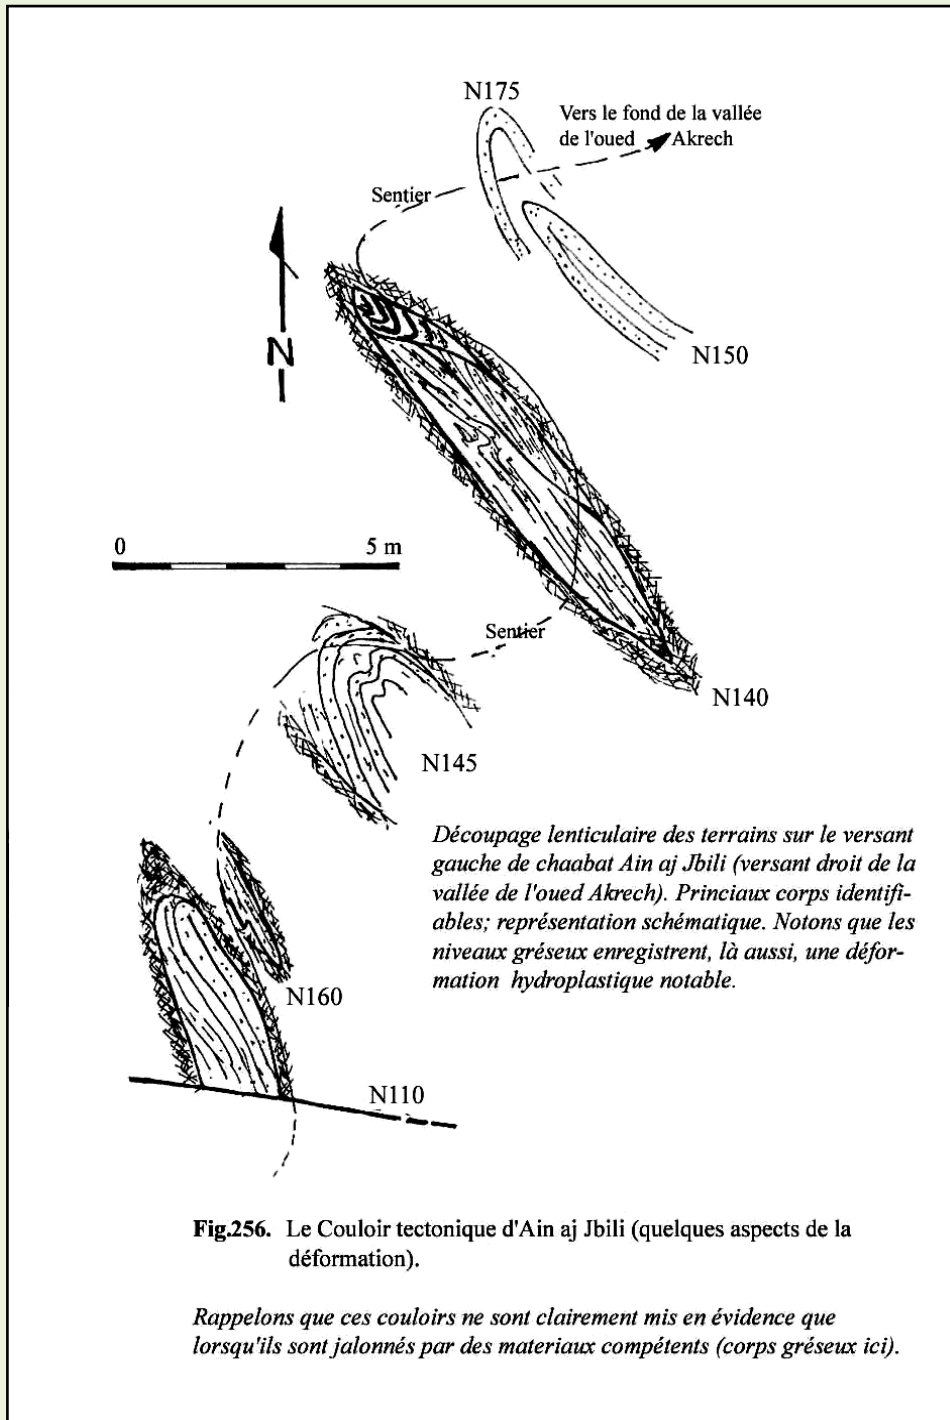 N175
Vers le fond de la vallée
de l'oued Akrech
Sentier
N
N150
0 5 m
Sentier
N140
N145
Découpage lenticulaire des terrains sur le versant
gauche de chaabat Ain aj Jbili (versant droit de la
vallée de l'oued Akrech). Princiaux corps identifi-
ables; représentation schématique. Notons que les
niveaux gréseux enregistrent, là aussi, une défor-
mation hydroplastique notable.
N160
N110
Fig.256. Le Couloir tectonique d'Ain aj Jbili (quelques aspects de la
déformation).
Rappelons que ces couloirs ne sont clairement mis en évidence que
lorsqu'ils sont jalonnés par des materiaux compétents (corps gréseux ici).